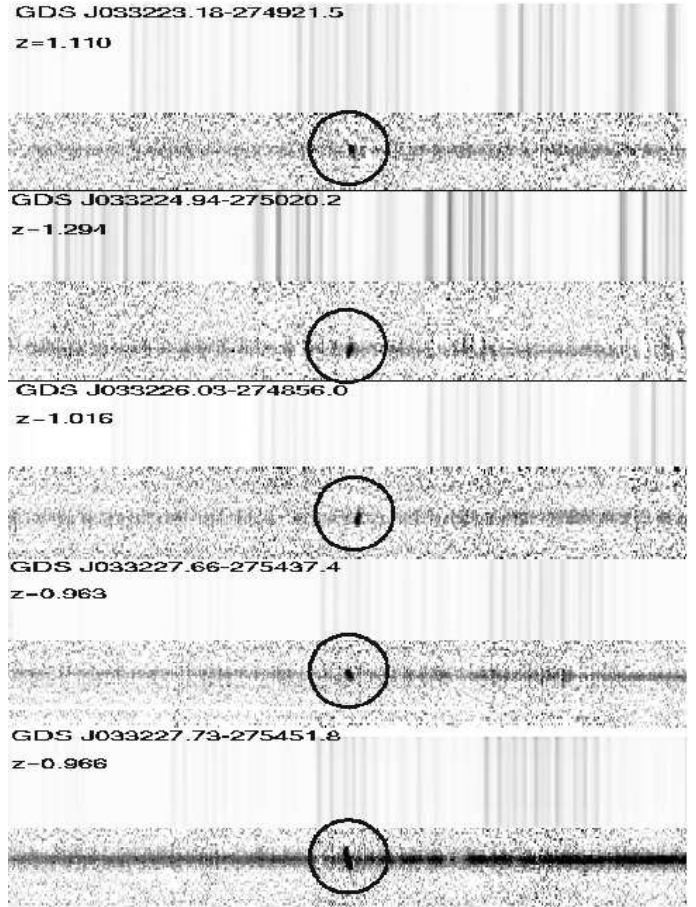 GDS J033223.18-274921.5
z=1.110
GDS J033224.94-275020.2
z=1.294
GDS J033226.03-274856.0
z=1.016
GDS J033227.66-275437.4
z=0.963
GDS J033227.73-275451.8
z=0.966